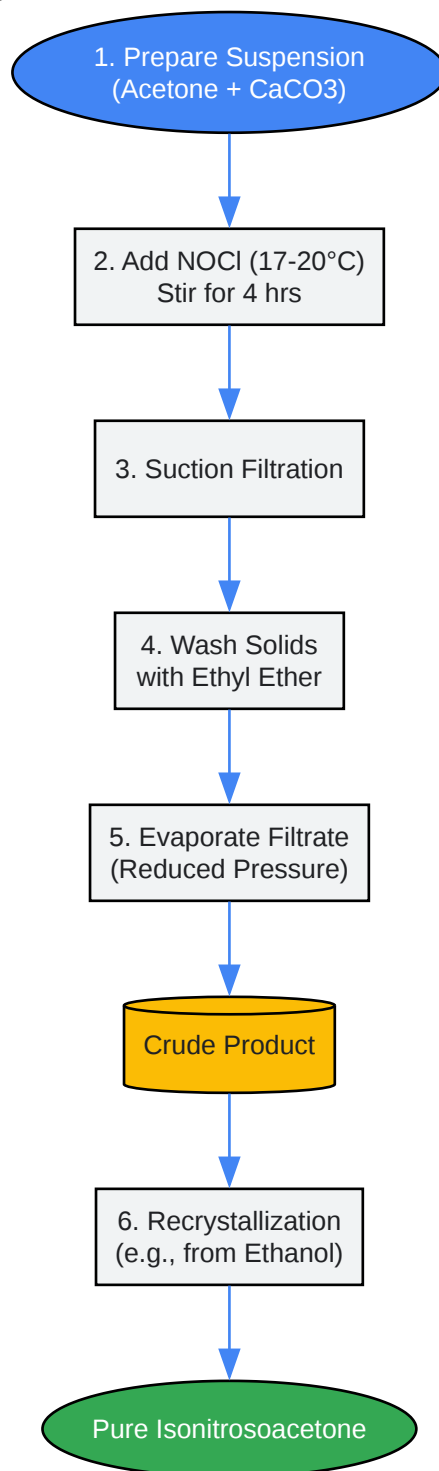 1. Prepare Suspension
(Acetone + CaCO3)
2. Add NOCl (17-20°C)
Stir for 4 hrs
3. Suction Filtration
4. Wash Solids
with Ethyl Ether
5. Evaporate Filtrate
(Reduced Pressure)
Crude Product
6. Recrystallization
(e.g., from Ethanol)
Pure Isonitrosoacetone